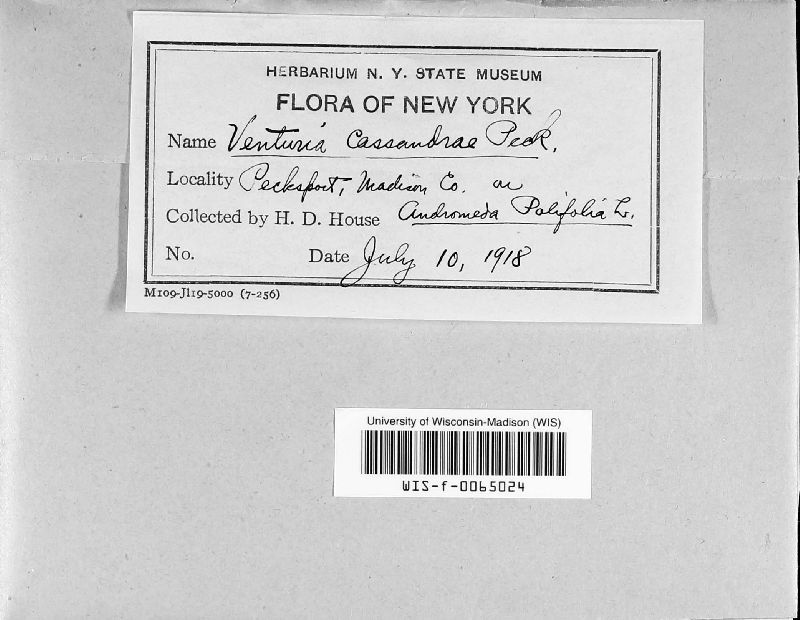 HERBARIUM N. Y. STATE MUSEUM
FLORA OF NEW YORK
Name Venturia Cassandrae Peck.
Locality Pecksport, Madison Co. on
Collected by H. D. House Andromeda Polifolia L.
No. Date July 10, 1918
M109-Jl19-5000 (7-256)
University of Wisconsin-Madison (WIS)
WIS-f-0065024